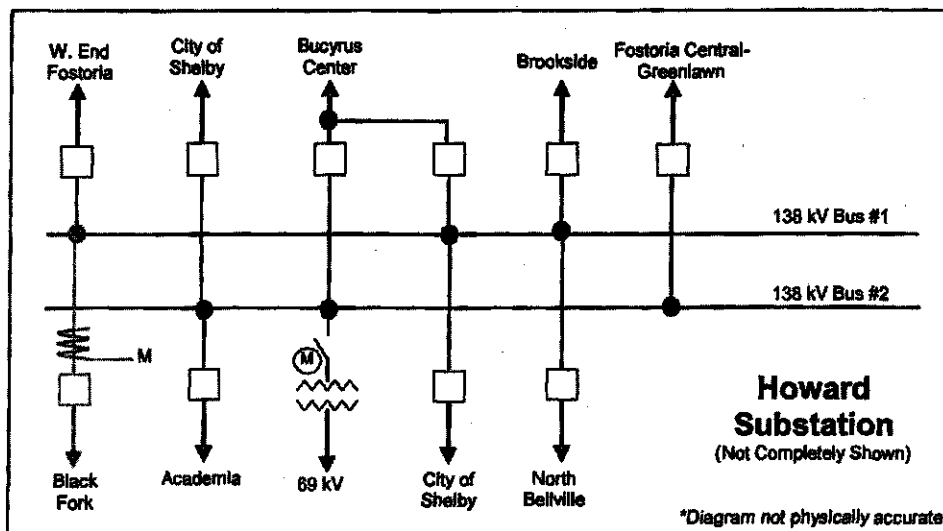 W. End
Fostoria
City of
Shelby
Bucyrus
Center
Brookside
Fostoria Central-
Greenlawn
138 kV Bus #1
138 kV Bus #2
M
M
Black
Fork
Academia
69 kV
City of
Shelby
North
Bellville
Howard
Substation
(Not Completely Shown)
*Diagram not physically accurate